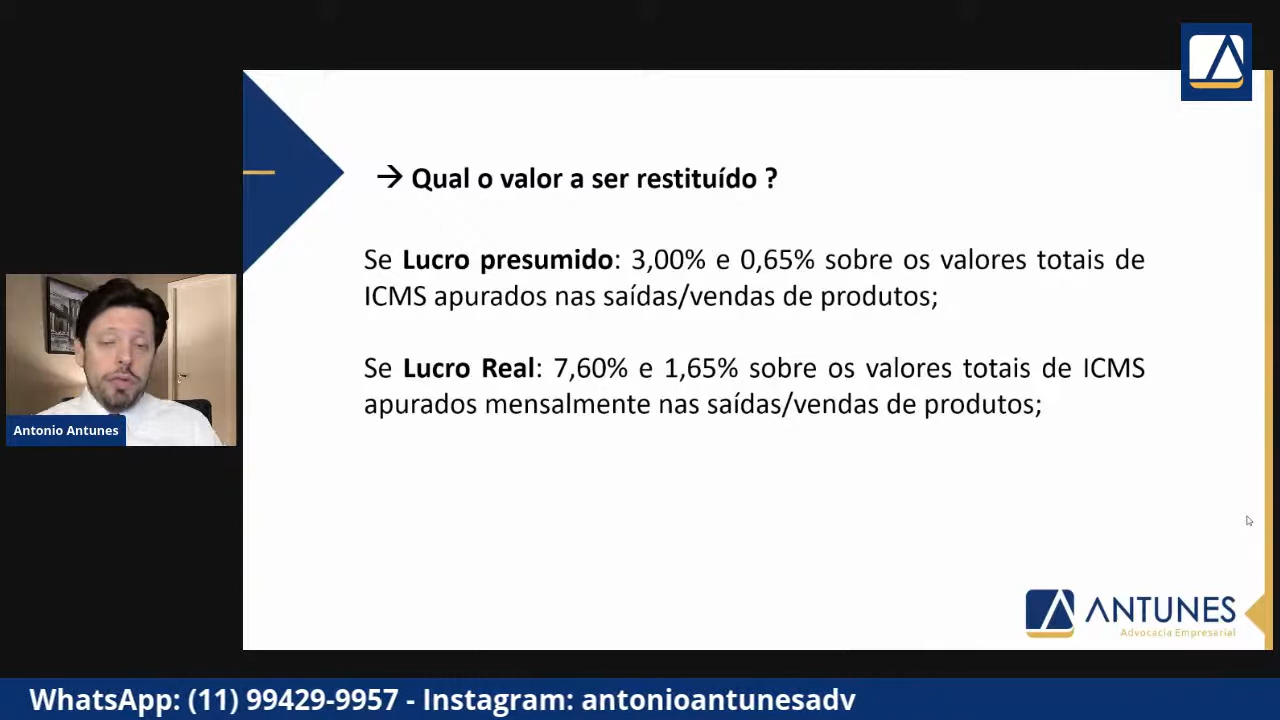 → Qual o valor a ser restituído ?
Se Lucro presumido: 3,00% e 0,65% sobre os valores totais de
ICMS apurados nas saídas/vendas de produtos;
Se Lucro Real: 7,60% e 1,65% sobre os valores totais de ICMS
apurados mensalmente nas saídas/vendas de produtos;
Antonio Antunes
ANTUNES
Advocacia Empresarial
WhatsApp: (11) 99429-9957 - Instagram: antonioantunesadv